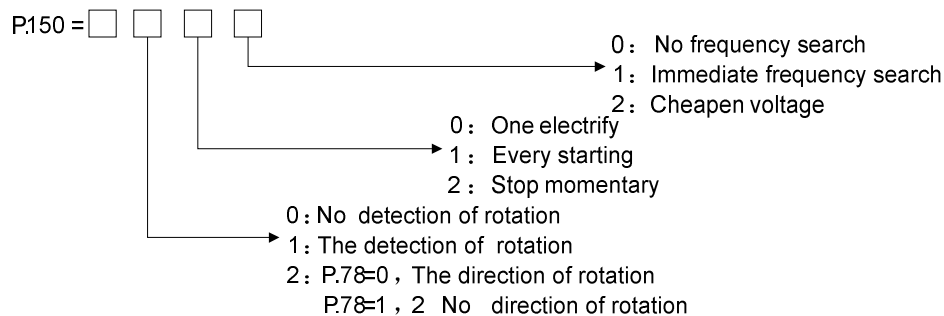 P.150 = □ □ □ □
0： No frequency search
1： Immediate frequency search
2： Cheapen voltage
0： One electrify
1： Every starting
2： Stop momentary
0：No detection of rotation
1：The detection of rotation
2：P.78=0，The direction of rotation
P.78=1，2 No direction of rotation